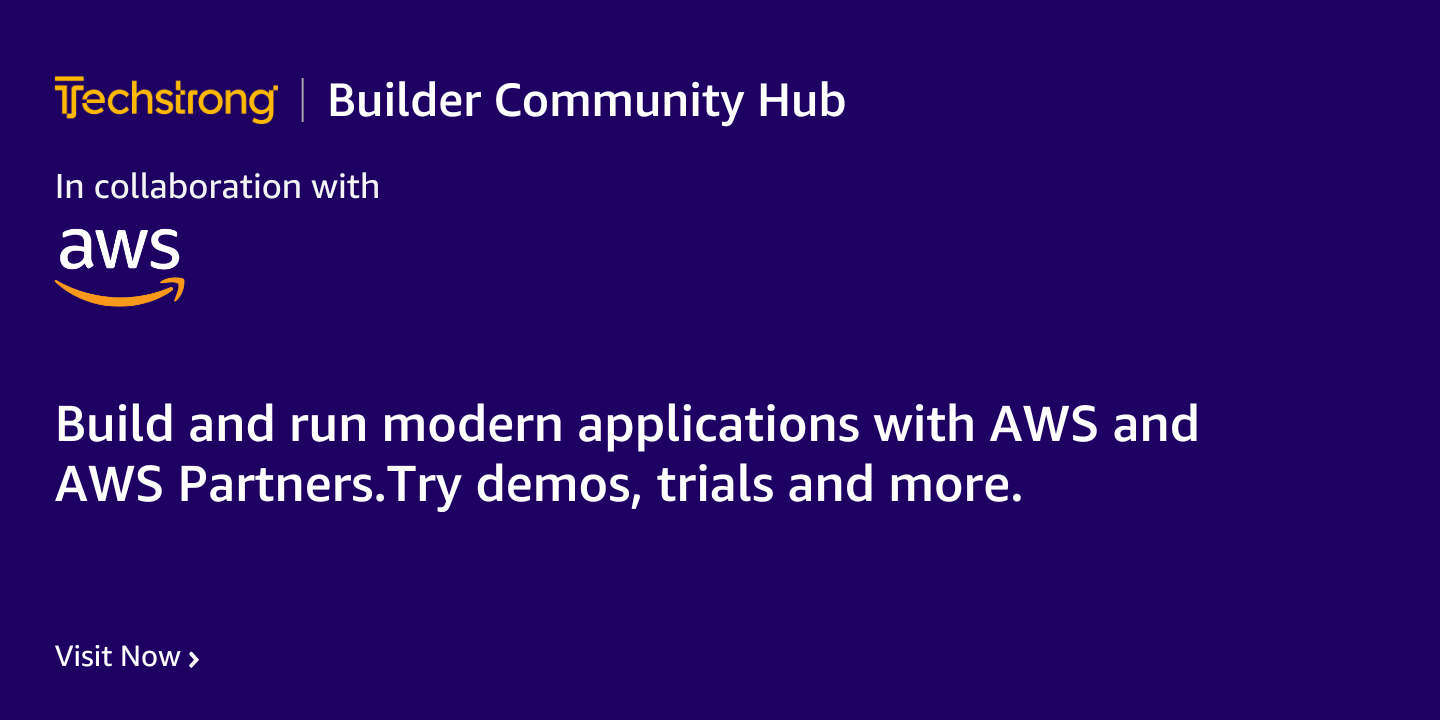 Techstrong | Builder Community Hub
In collaboration with
aws
Build and run modern applications with AWS and
AWS Partners.Try demos, trials and more.
Visit Now ›